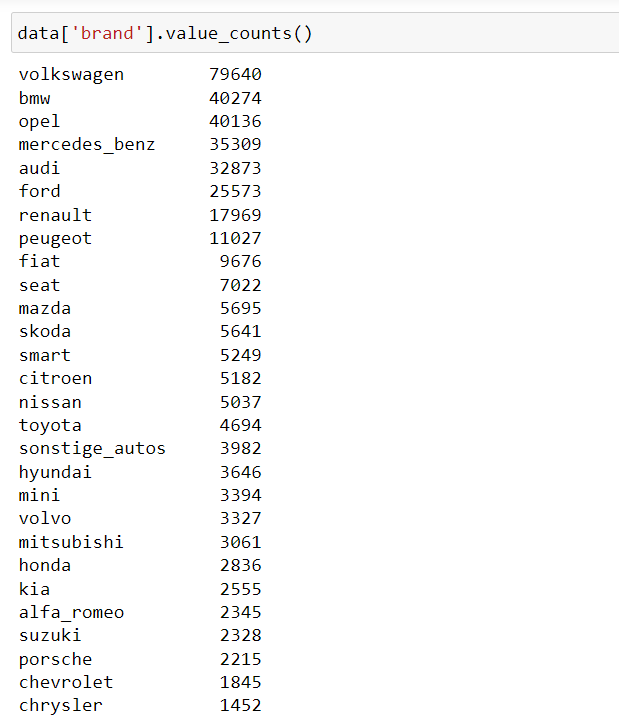 data['brand'].value_counts()
volkswagen 79640
bmw 40274
opel 40136
mercedes_benz 35309
audi 32873
ford 25573
renault 17969
peugeot 11027
fiat 9676
seat 7022
mazda 5695
skoda 5641
smart 5249
citroen 5182
nissan 5037
toyota 4694
sonstige_autos 3982
hyundai 3646
mini 3394
volvo 3327
mitsubishi 3061
honda 2836
kia 2555
alfa_romeo 2345
suzuki 2328
porsche 2215
chevrolet 1845
chrysler 1452